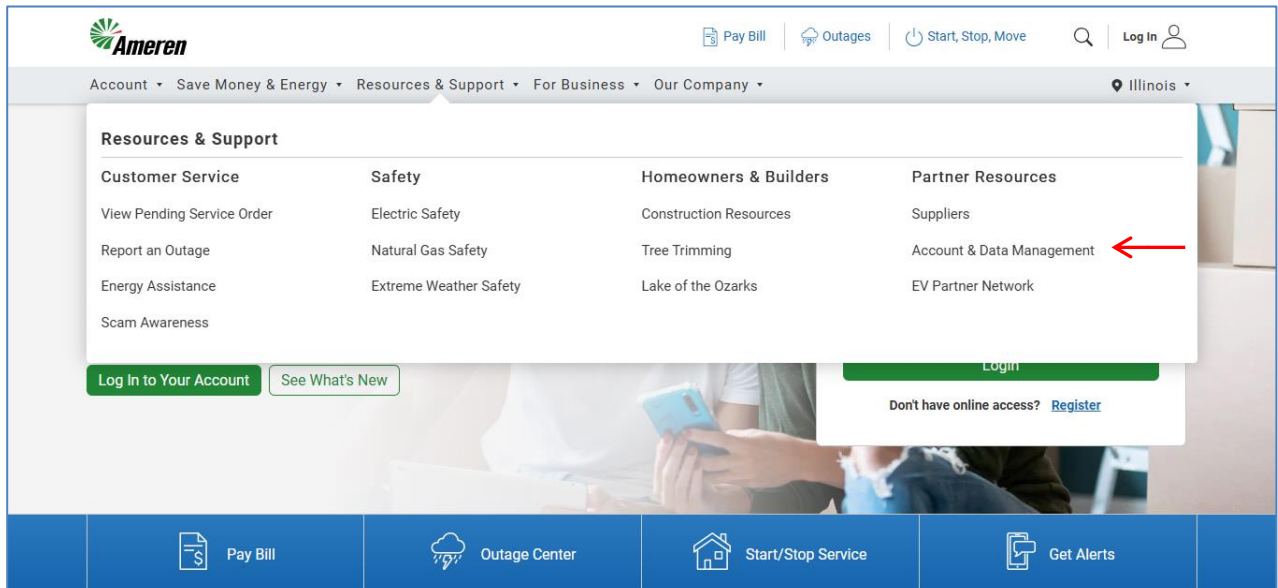 Ameren
Pay Bill Outages Start, Stop, Move Log In
Account Save Money & Energy Resources & Support For Business Our Company Illinois
Resources & Support
Customer Service Safety Homeowners & Builders Partner Resources
View Pending Service Order Electric Safety Construction Resources Suppliers
Report an Outage Natural Gas Safety Tree Trimming Account & Data Management
Energy Assistance Extreme Weather Safety Lake of the Ozarks EV Partner Network
Scam Awareness
Login
Log In to Your Account See What's New
Don't have online access? Register
Pay Bill Outage Center Start/Stop Service Get Alerts